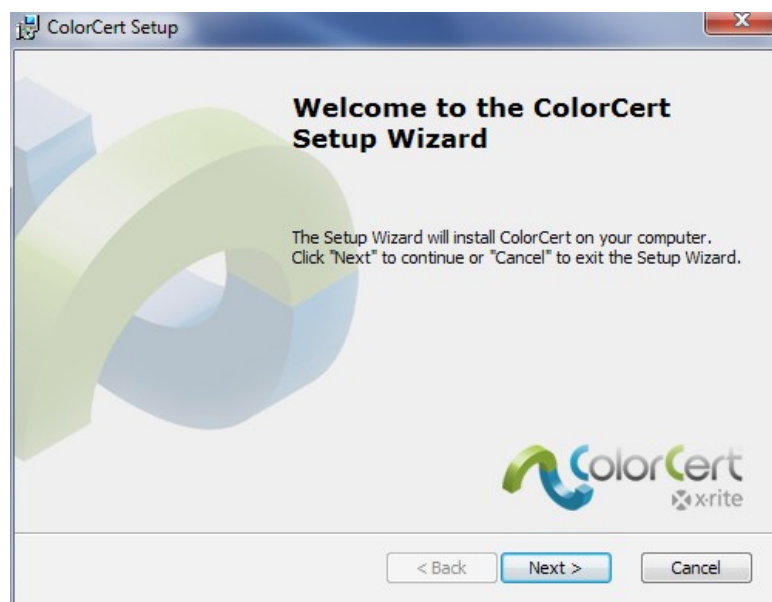 ColorCert Setup
Welcome to the ColorCert
Setup Wizard
The Setup Wizard will install ColorCert on your computer.
Click "Next" to continue or "Cancel" to exit the Setup Wizard.
ColorCert
x·rite
< Back
Next >
Cancel